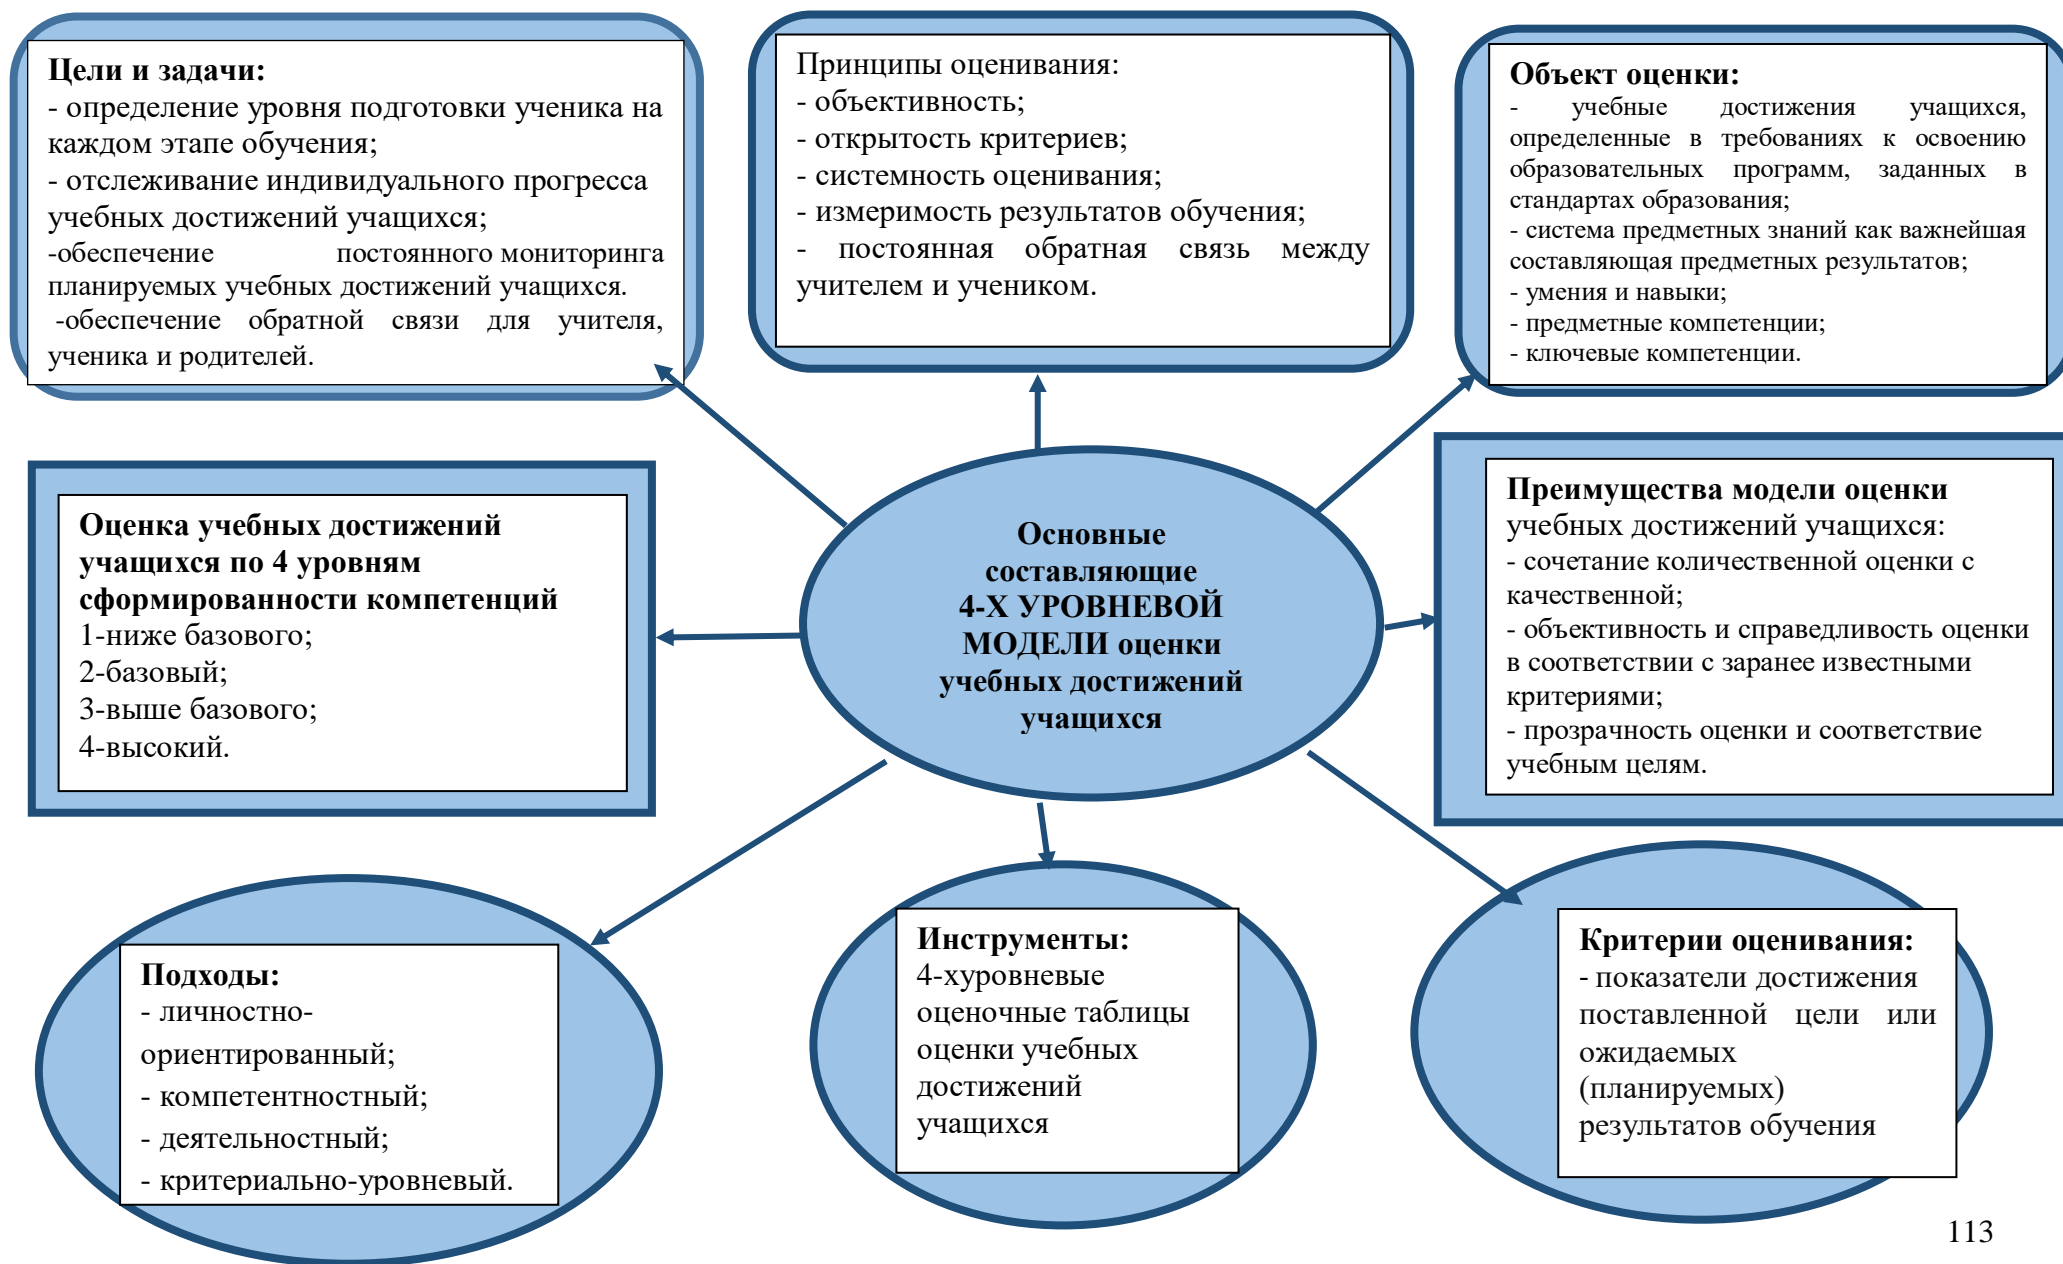 Цели и задачи:
- определение уровня подготовки ученика на
каждом этапе обучения;
- отслеживание индивидуального прогресса
учебных достижений учащихся;
-обеспечение постоянного мониторинга
планируемых учебных достижений учащихся.
-обеспечение обратной связи для учителя,
ученика и родителей.
Принципы оценивания:
- объективность;
- открытость критериев;
- системность оценивания;
- измеримость результатов обучения;
- постоянная обратная связь между
учителем и учеником.
Объект оценки:
- учебные достижения учащихся,
определенные в требованиях к освоению
образовательных программ, заданных в
стандартах образования;
- система предметных знаний как важнейшая
составляющая предметных результатов;
- умения и навыки;
- предметные компетенции;
- ключевые компетенции.
Оценка учебных достижений
учащихся по 4 уровням
сформированности компетенций
1-ниже базового;
2-базовый;
3-выше базового;
4-высокий.
Основные
составляющие
4-Х УРОВНЕВОЙ
МОДЕЛИ оценки
учебных достижений
учащихся
Преимущества модели оценки
учебных достижений учащихся:
- сочетание количественной оценки с
качественной;
- объективность и справедливость оценки
в соответствии с заранее известными
критериями;
- прозрачность оценки и соответствие
учебным целям.
Подходы:
- личностно-
ориентированный;
- компетентностный;
- деятельностный;
- критериально-уровневый.
Инструменты:
4-хуровневые
оценочные таблицы
оценки учебных
достижений
учащихся
Критерии оценивания:
- показатели достижения
поставленной цели или
ожидаемых
(планируемых)
результатов обучения
113